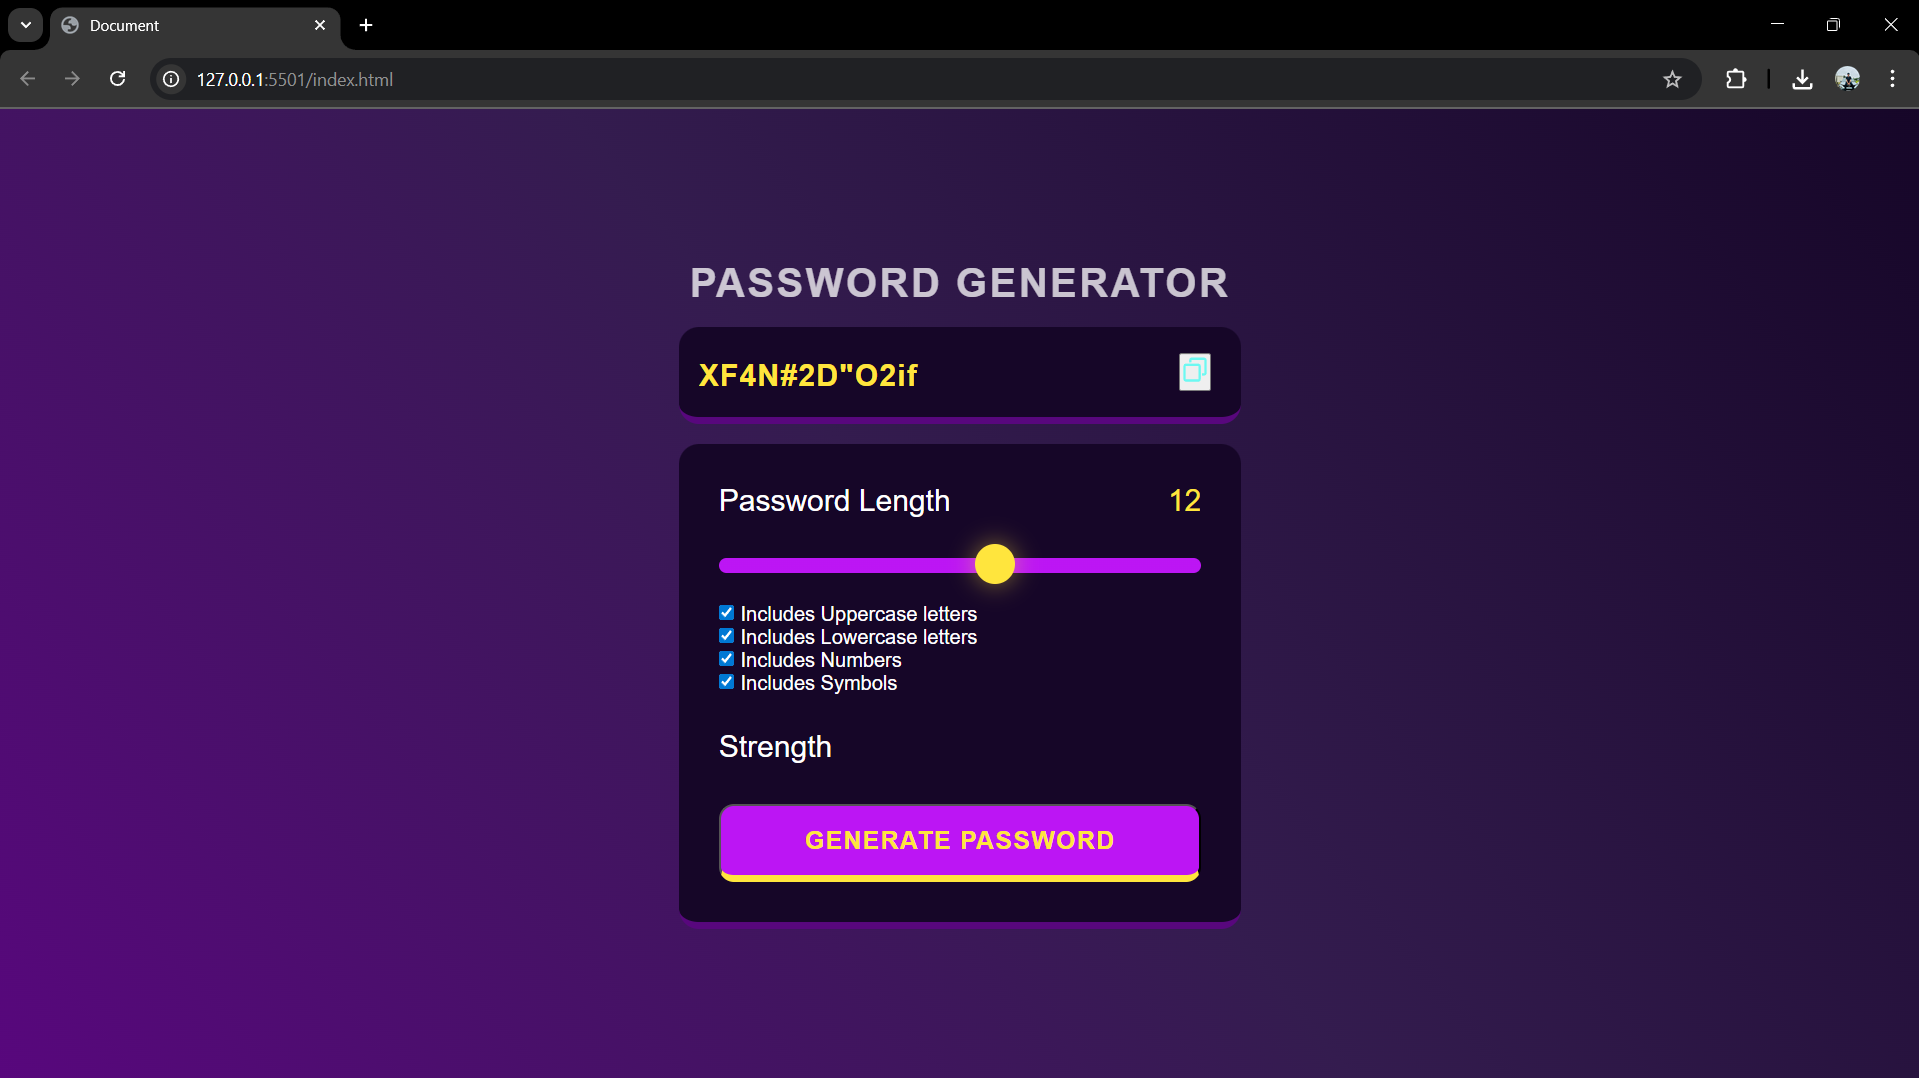 Document
127.0.0.1:5501/index.html
PASSWORD GENERATOR
XF4N#2D"O2if
Password Length 12
Includes Uppercase letters
Includes Lowercase letters
Includes Numbers
Includes Symbols
Strength
GENERATE PASSWORD